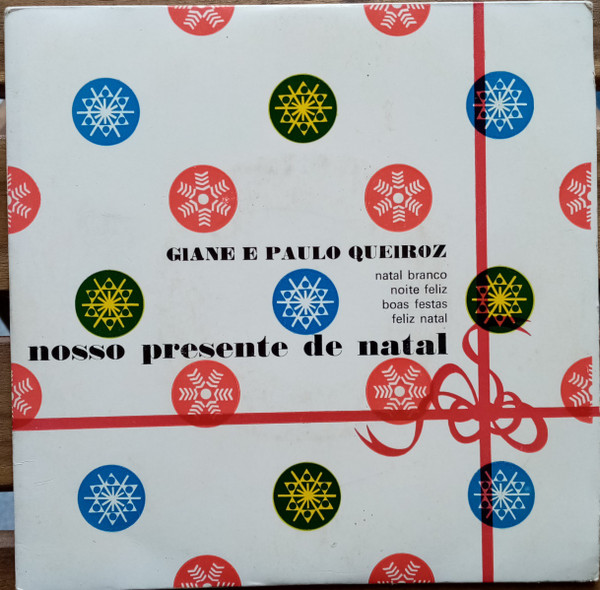 GIANE E PAULO QUEIROZ
natal branco
noite feliz
boas festas
feliz natal
nosso presente de natal